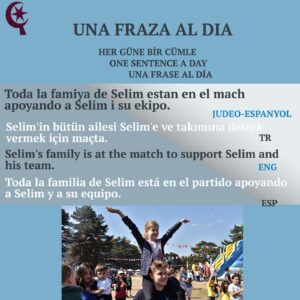 UNA FRAZA AL DIA
HER GÜNE BİR CÜMLE
ONE SENTENCE A DAY
UNA FRASE AL DÍA
Toda la famiya de Selim estan en el mach
apoyando a Selim i su ekipo.
JUDEO-ESPANYOL
Selim'in bütün ailesi Selim'e ve takımına destek
vermek için maçta.
TR
Selim's family is at the match to support Selim and
his team.
ENG
Toda la familia de Selim está en el partido apoyando
a Selim y a su equipo.
ESP